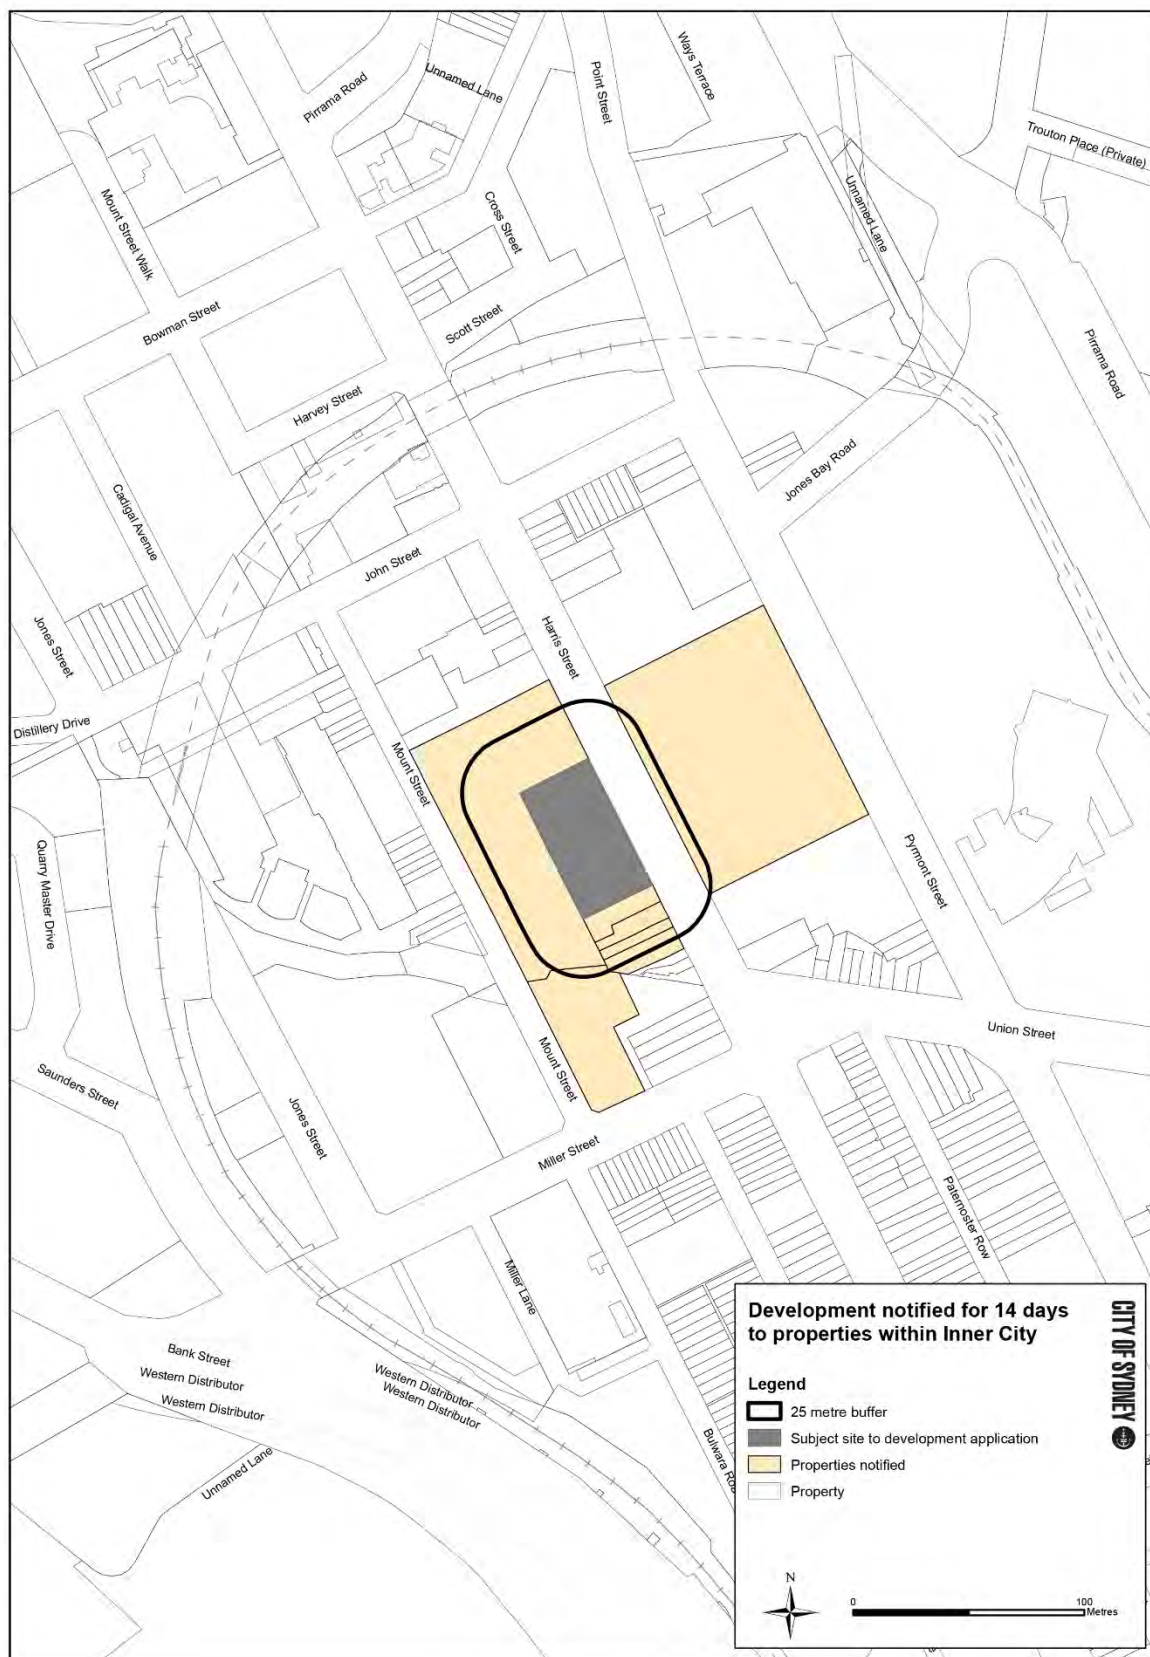 Pirrama Road
Unnamed Lane
Point Street
Ways Terrace
Trouton Place (Private)
Unnamed Lane
Mount Street Walk
Cross Street
Bowman Street
Scott Street
Pirrama Road
Harvey Street
Jones Bay Road
Cadigal Avenue
John Street
Jones Street
Harris Street
Distillery Drive
Mount Street
Quarry Master Drive
Pyrmont Street
Union Street
Saunders Street
Jones Street
Mount Street
Miller Street
Paternoster Row
Miller Lane
Bank Street
Western Distributor
Western Distributor
Western Distributor
Western Distributor
Unnamed Lane
Bulwara
Development notified for 14 days
to properties within Inner City
CITY OF SYDNEY
Legend
25 metre buffer
Subject site to development application
Properties notified
Property
N
0
100
Metres